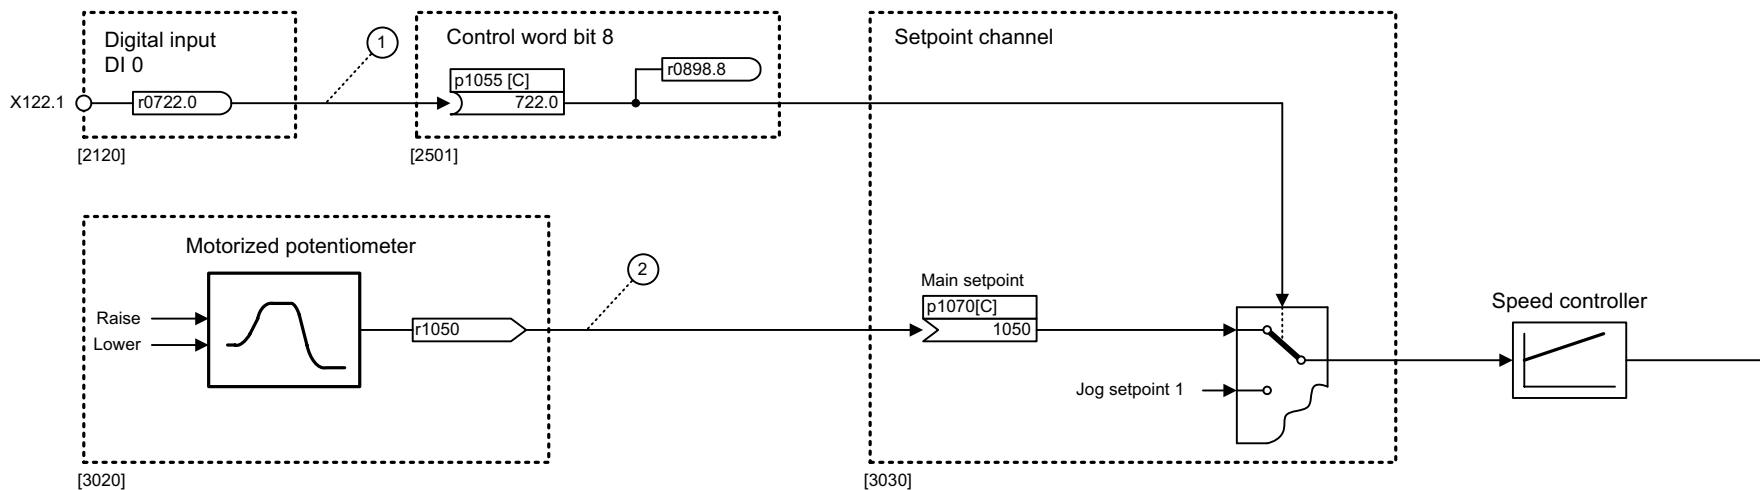 Digital input
DI 0
X122.1
r0722.0
[2120]
1
Control word bit 8
p1055 [C]
722.0
r0898.8
[2501]
Setpoint channel
Motorized potentiometer
Raise
Lower
r1050
[3020]
2
Main setpoint
p1070[C]
1050
Jog setpoint 1
[3030]
Speed controller